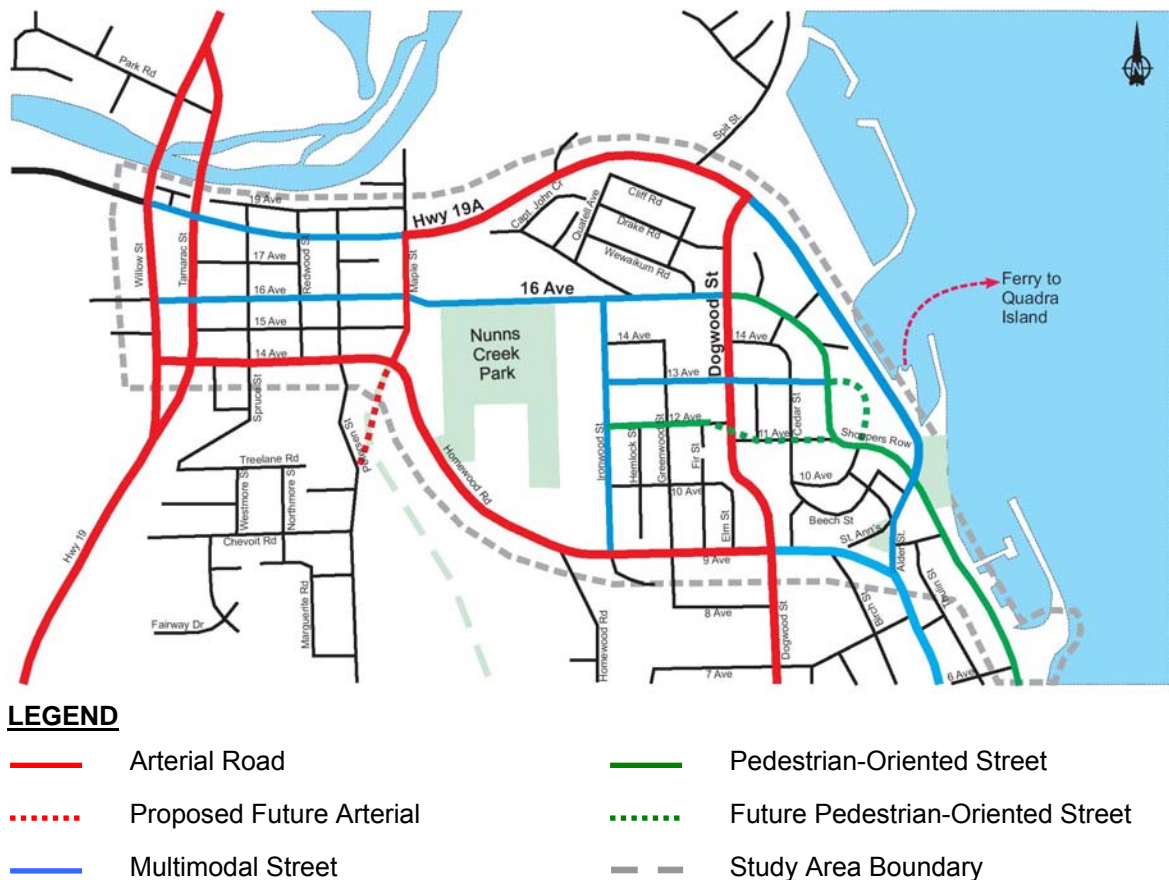 N
Park Rd
Spit St.
19 Ave
Hwy 19A
Capt. John Cr
Quatell Ave
Cliff Rd
Drake Rd
Wewaikum Rd
Willow St
Tamarac St
17 Ave
Redwood St
Maple St
16 Ave
16 Ave
Dogwood St
Ferry to
Quadra
Island
15 Ave
14 Ave
Nunns
Creek
Park
14 Ave
14 Ave
13 Ave
Spruce St
12 Ave
11 Ave
Cedar St
Shoppers Row
Ironwood St
Hemlock St
Greenwood St
Fir St
Treelane Rd
Petersen St
Homewood Rd
Westmore St
Northmore St
10 Ave
10 Ave
Elm St
Beech St
St. Ann's
Alder St.
Hwy 19
Chevoit Rd
9 Ave
Thulin St
Birch St
8 Ave
Fairway Dr
Marguerite Rd
Homewood Rd
Dogwood St
7 Ave
6 Ave
LEGEND
Arterial Road
Pedestrian-Oriented Street
Proposed Future Arterial
Future Pedestrian-Oriented Street
Multimodal Street
Study Area Boundary